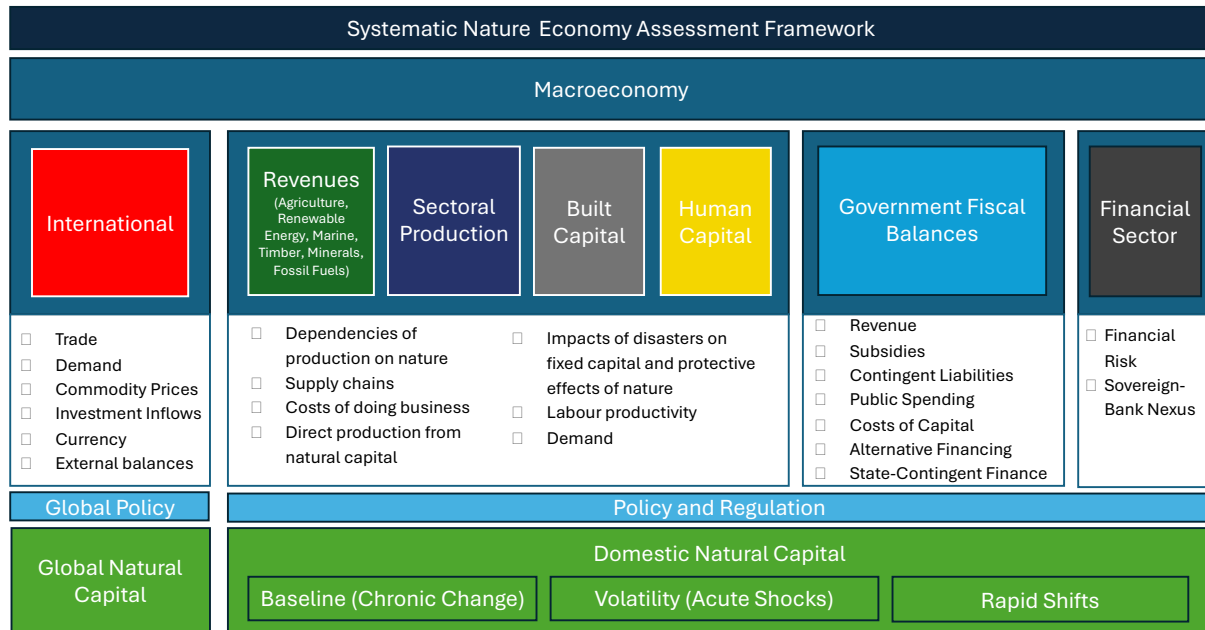 Systematic Nature Economy Assessment Framework
Macroeconomy
International
Revenues
(Agriculture,
Renewable
Energy, Marine,
Timber, Minerals,
Fossil Fuels)
Sectoral
Production
Built
Capital
Human
Capital
Government Fiscal
Balances
Financial
Sector
Trade
Demand
Commodity Prices
Investment Inflows
Currency
External balances
Dependencies of
production on nature
Supply chains
Costs of doing business
Direct production from
natural capital
Impacts of disasters on
fixed capital and protective
effects of nature
Labour productivity
Demand
Revenue
Subsidies
Contingent Liabilities
Public Spending
Costs of Capital
Alternative Financing
State-Contingent Finance
Financial
Risk
Sovereign-
Bank Nexus
Global Policy
Policy and Regulation
Global Natural
Capital
Domestic Natural Capital
Baseline (Chronic Change)
Volatility (Acute Shocks)
Rapid Shifts